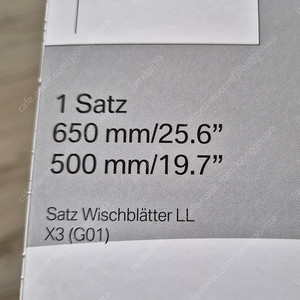 1 Satz
650 mm/25.6”
500 mm/19.7”
Satz Wischblätter LL
X3 (G01)